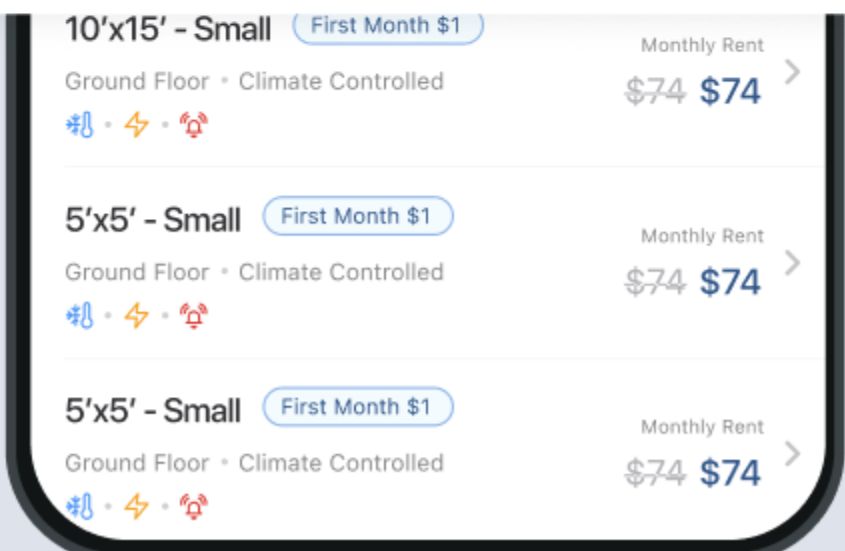 10’x15’ - Small First Month $1
Monthly Rent
Ground Floor • Climate Controlled
$74 $74
5’x5’ - Small First Month $1
Monthly Rent
Ground Floor • Climate Controlled
$74 $74
5’x5’ - Small First Month $1
Monthly Rent
Ground Floor • Climate Controlled
$74 $74